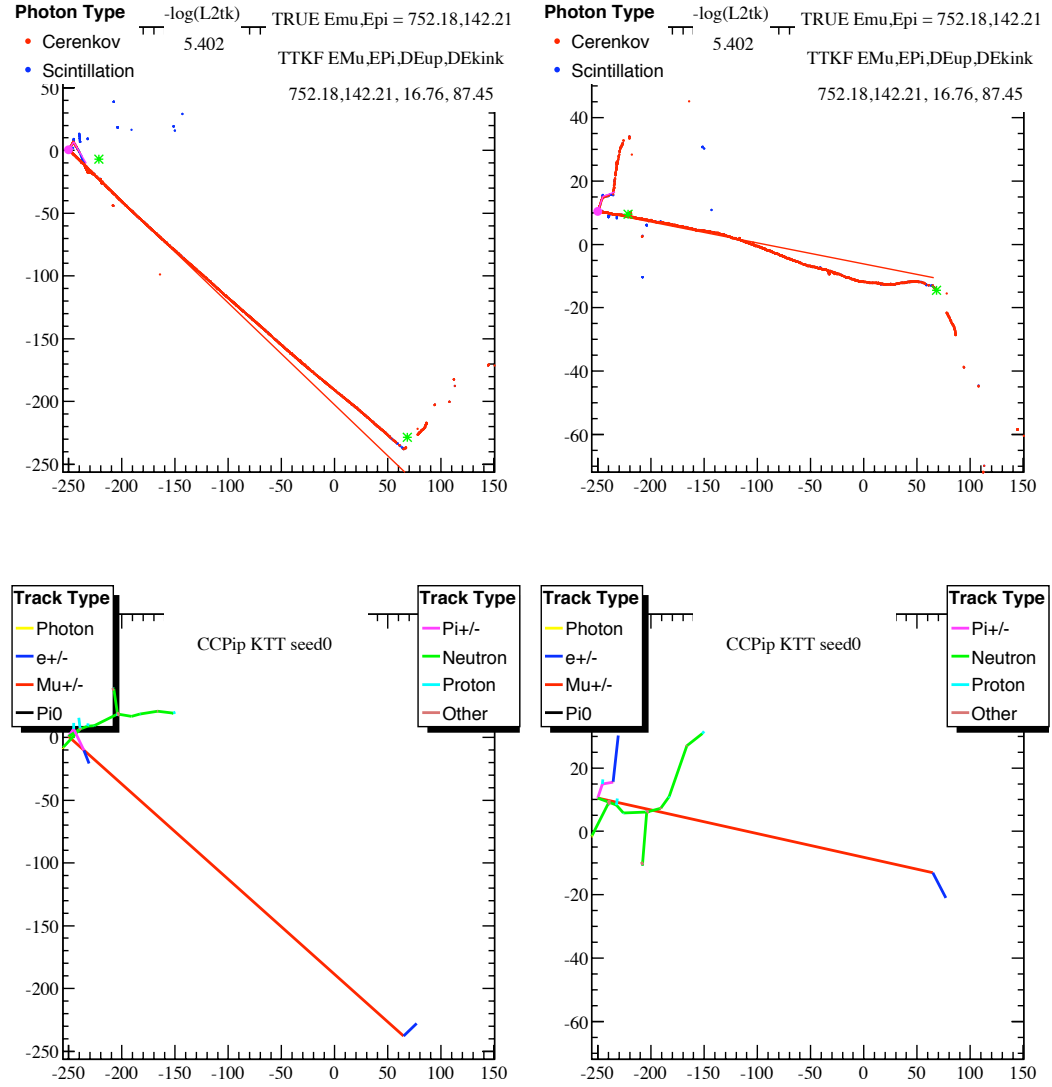 Photon Type
Cerenkov
Scintillation
-log(L2tk)
5.402
TRUE Emu,Epi = 752.18,142.21
TTKF EMu,EPi,DEup,DEkink
752.18,142.21, 16.76, 87.45
50
0
-50
-100
-150
-200
-250
-250 -200 -150 -100 -50 0 50 100 150
Photon Type
Cerenkov
Scintillation
-log(L2tk)
5.402
TRUE Emu,Epi = 752.18,142.21
TTKF EMu,EPi,DEup,DEkink
752.18,142.21, 16.76, 87.45
40
20
0
-20
-40
-60
-250 -200 -150 -100 -50 0 50 100 150
Track Type
Photon
e+/-
Mu+/-
Pi0
CCPip KTT seed0
Track Type
Pi+/-
Neutron
Proton
Other
0
-50
-100
-150
-200
-250
-250 -200 -150 -100 -50 0 50 100 150
Track Type
Photon
e+/-
Mu+/-
Pi0
CCPip KTT seed0
Track Type
Pi+/-
Neutron
Proton
Other
20
0
-20
-40
-60
-250 -200 -150 -100 -50 0 50 100 150